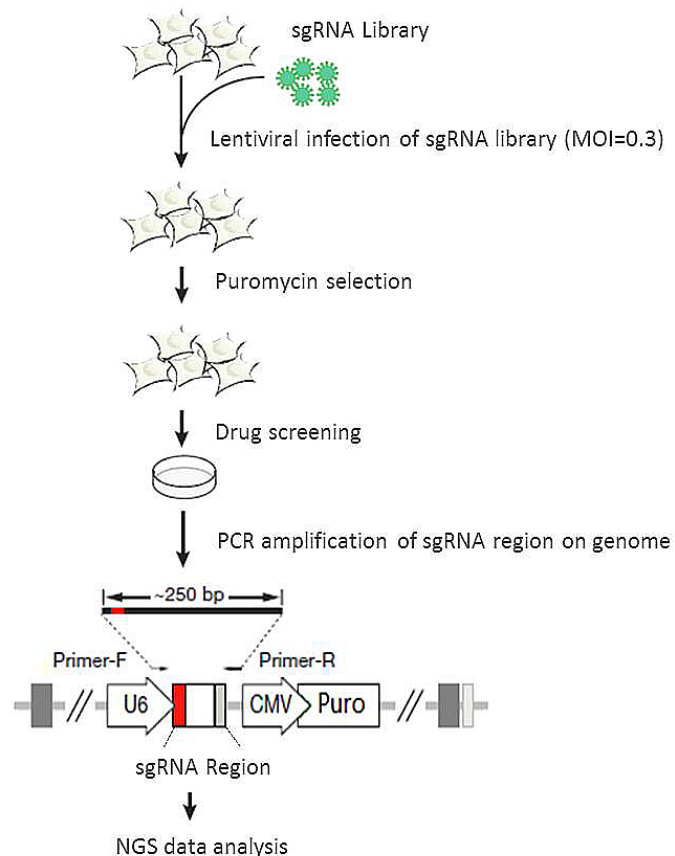 sgRNA Library
Lentiviral infection of sgRNA library (MOI=0.3)
Puromycin selection
Drug screening
PCR amplification of sgRNA region on genome
~250 bp
Primer-F
Primer-R
U6
CMV
Puro
sgRNA Region
NGS data analysis